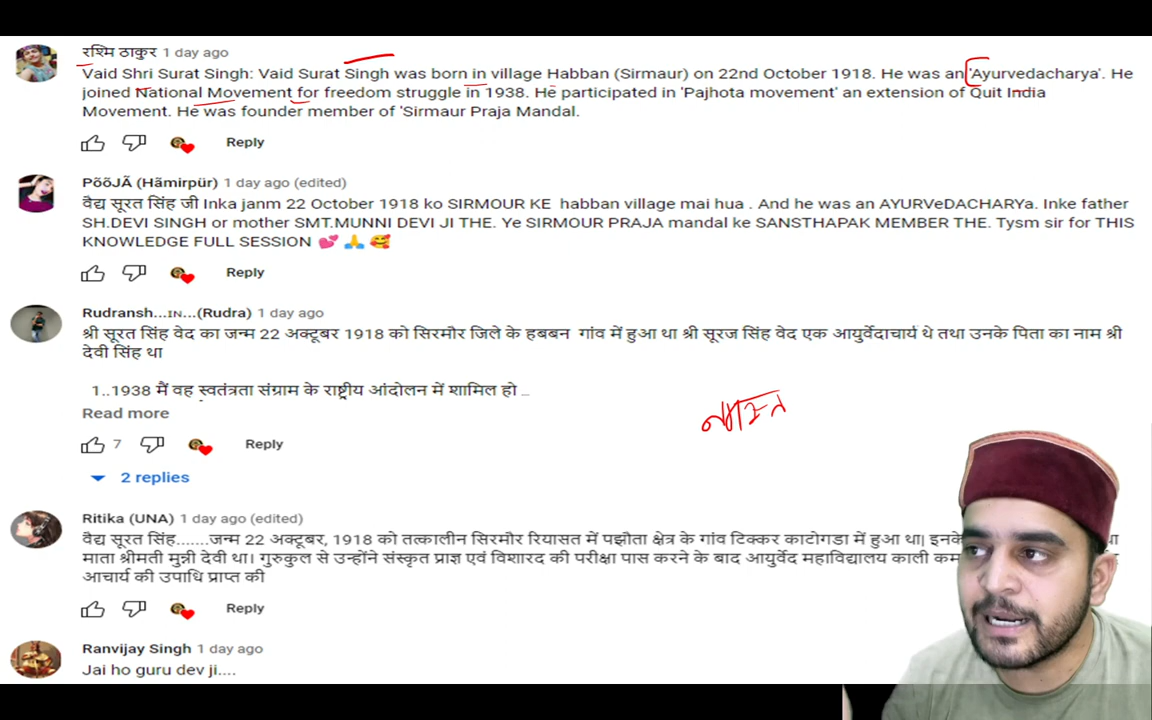 रश्मि ठाकुर 1 day ago
Vaid Shri Surat Singh: Vaid Surat Singh was born in village Habban (Sirmaur) on 22nd October 1918. He was an 'Ayurvedacharya'. He
joined National Movement for freedom struggle in 1938. He participated in 'Pajhota movement' an extension of Quit India
Movement. He was founder member of 'Sirmaur Praja Mandal.
Reply
PõõJÃ (Hãmirpür) 1 day ago (edited)
वैद्य सूरत सिंह जी Inka janm 22 October 1918 ko SIRMOUR KE habban village mai hua . And he was an AYURVeDACHARYa. Inke father
SH.DEVI SINGH or mother SMT.MUNNI DEVI JI THE. Ye SIRMOUR PRAJA mandal ke SANSTHAPAK MEMBER THE. Tysm sir for THIS
KNOWLEDGE FULL SESSION 💕 🙏 🥰
Reply
Rudransh...ɪɴ...(Rudra) 1 day ago
श्री सूरत सिंह वेद का जन्म 22 अक्टूबर 1918 को सिरमौर जिले के हबबन गांव में हुआ था श्री सूरज सिंह वेद एक आयुर्वेदाचार्य थे तथा उनके पिता का नाम श्री
देवी सिंह था
1..1938 मैं वह स्वतंत्रता संग्राम के राष्ट्रीय आंदोलन में शामिल हो ...
Read more
7 Reply
2 replies
Ritika (UNA) 1 day ago (edited)
वैद्य सूरत सिंह.......जन्म 22 अक्टूबर, 1918 को तत्कालीन सिरमौर रियासत में पझौता क्षेत्र के गांव टिक्कर काटोगडा में हुआ था| इनके
माता श्रीमती मुन्नी देवी था। गुरुकुल से उन्होंने संस्कृत प्राज्ञ एवं विशारद की परीक्षा पास करने के बाद आयुर्वेद महाविद्यालय काली
आचार्य की उपाधि प्राप्त की
Reply
Ranvijay Singh 1 day ago
Jai ho guru dev ji....